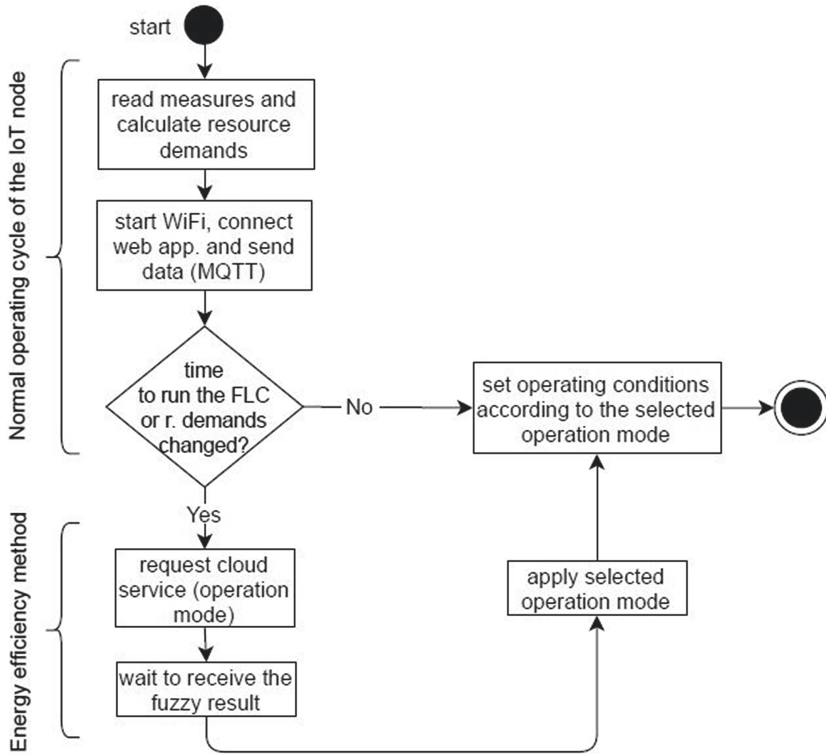 start
Normal operating cycle of the IoT node
read measures and
calculate resource
demands
start WiFi, connect
web app. and send
data (MQTT)
time
to run the FLC
or r. demands
changed?
No
set operating conditions
according to the selected
operation mode
Yes
Energy efficiency method
request cloud
service (operation
mode)
wait to receive the
fuzzy result
apply selected
operation mode